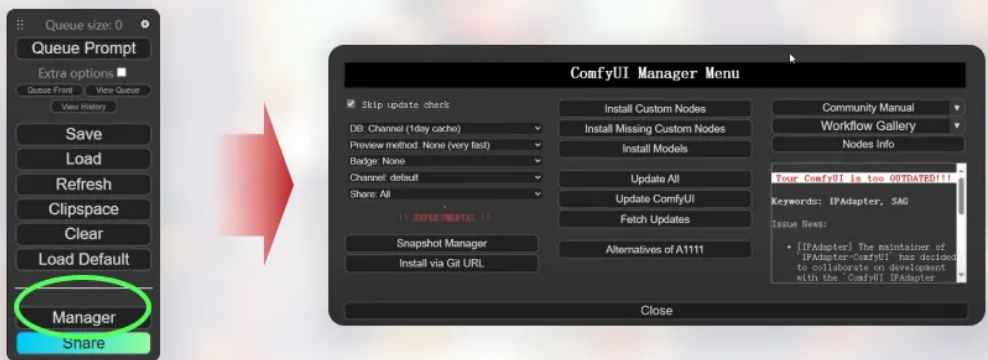 Queue size: 0
Queue Prompt
Extra options
Queue Front
View Queue
View History
Save
Load
Refresh
Clipspace
Clear
Load Default
Manager
Share
ComfyUI Manager Menu
Skip update check
DB: Channel (1day cache)
Preview method: None (very fast)
Badge: None
Channel: default
Share: All
!! EXPERIMENTAL !!
Snapshot Manager
Install via Git URL
Install Custom Nodes
Install Missing Custom Nodes
Install Models
Update All
Update ComfyUI
Fetch Updates
Alternatives of A1111
Community Manual
Workflow Gallery
Nodes Info
Your ComfyUI is too OUTDATED!!!
Keywords: IPAdapter, SAG
Issue News:
• [IPAdapter] The maintainer of
`IPAdapter-ComfyUI` has decided
to collaborate on development
with the `ComfyUI IPAdapter
Close